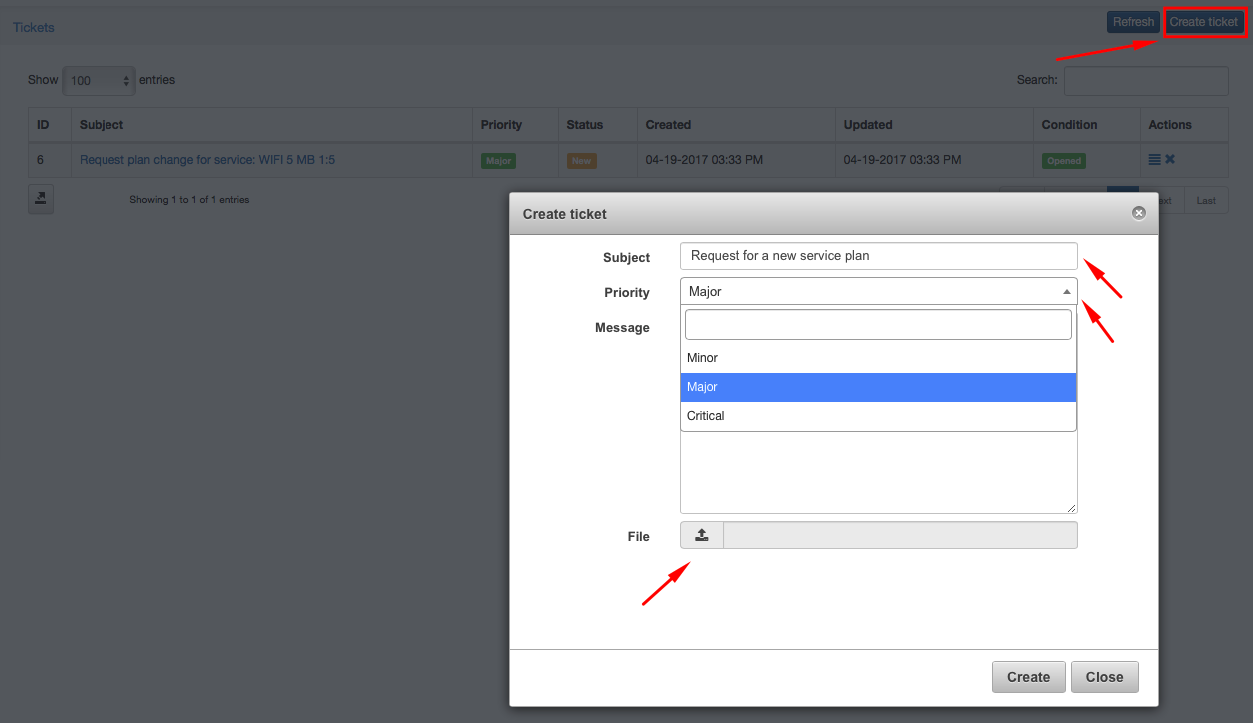 Tickets Refresh Create ticket
Show 100 entries Search:
ID Subject Priority Status Created Updated Condition Actions
6 Request plan change for service: WIFI 5 MB 1:5 Major New 04-19-2017 03:33 PM 04-19-2017 03:33 PM Opened
Showing 1 to 1 of 1 entries Last
Create ticket
Subject Request for a new service plan
Priority Major
Message
Minor
Major
Critical
File
Create Close